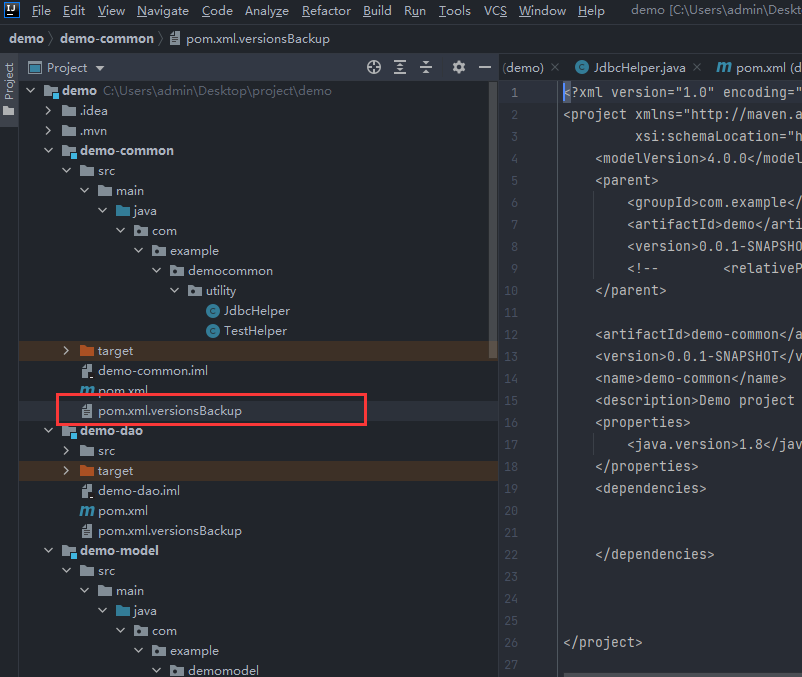 IJ File Edit View Navigate Code Analyze Refactor Build Run Tools VCS Window Help demo [C:\Users\admin\Deskto
demo demo-common pom.xml.versionsBackup
Project
Project
(demo) JdbcHelper.java pom.xml (d
demo C:\Users\admin\Desktop\project\demo
.idea
.mvn
demo-common
src
main
java
com
example
democommon
utility
JdbcHelper
TestHelper
target
demo-common.iml
pom.xml
pom.xml.versionsBackup
demo-dao
src
target
demo-dao.iml
pom.xml
pom.xml.versionsBackup
demo-model
src
main
java
com
example
demomodel
1 <?xml version="1.0" encoding="
2 <project xmlns="http://maven.a
3 xsi:schemaLocation="h
4 <modelVersion>4.0.0</model
5 <parent>
6 <groupId>com.example</
7 <artifactId>demo</arti
8 <version>0.0.1-SNAPSHO
9 <!-- <relativeP
10 </parent>
11
12 <artifactId>demo-common</a
13 <version>0.0.1-SNAPSHOT</v
14 <name>demo-common</name>
15 <description>Demo project
16 <properties>
17 <java.version>1.8</jav
18 </properties>
19 <dependencies>
20
21
22 </dependencies>
23
24
25
26 </project>
27